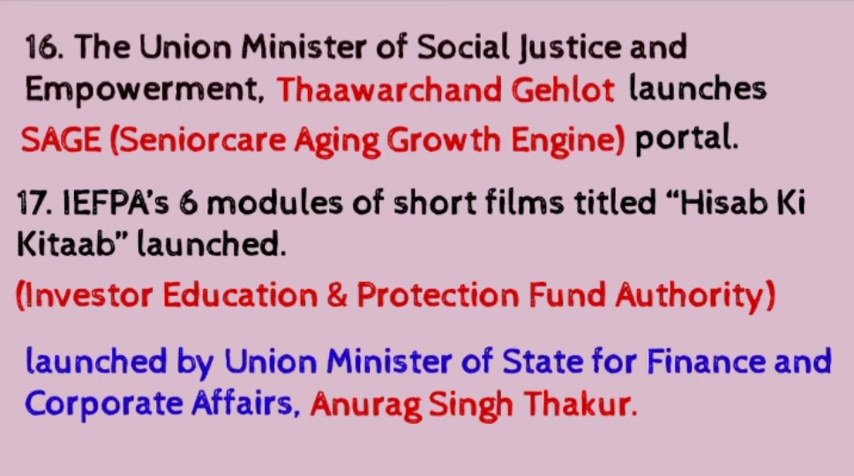 16. The Union Minister of Social Justice and
Empowerment, Thaawarchand Gehlot launches
SAGE (Seniorcare Aging Growth Engine) portal.
17. IEFPA's 6 modules of short films titled “Hisab Ki
Kitaab” launched.
(Investor Education & Protection Fund Authority)
launched by Union Minister of State for Finance and
Corporate Affairs, Anurag Singh Thakur.